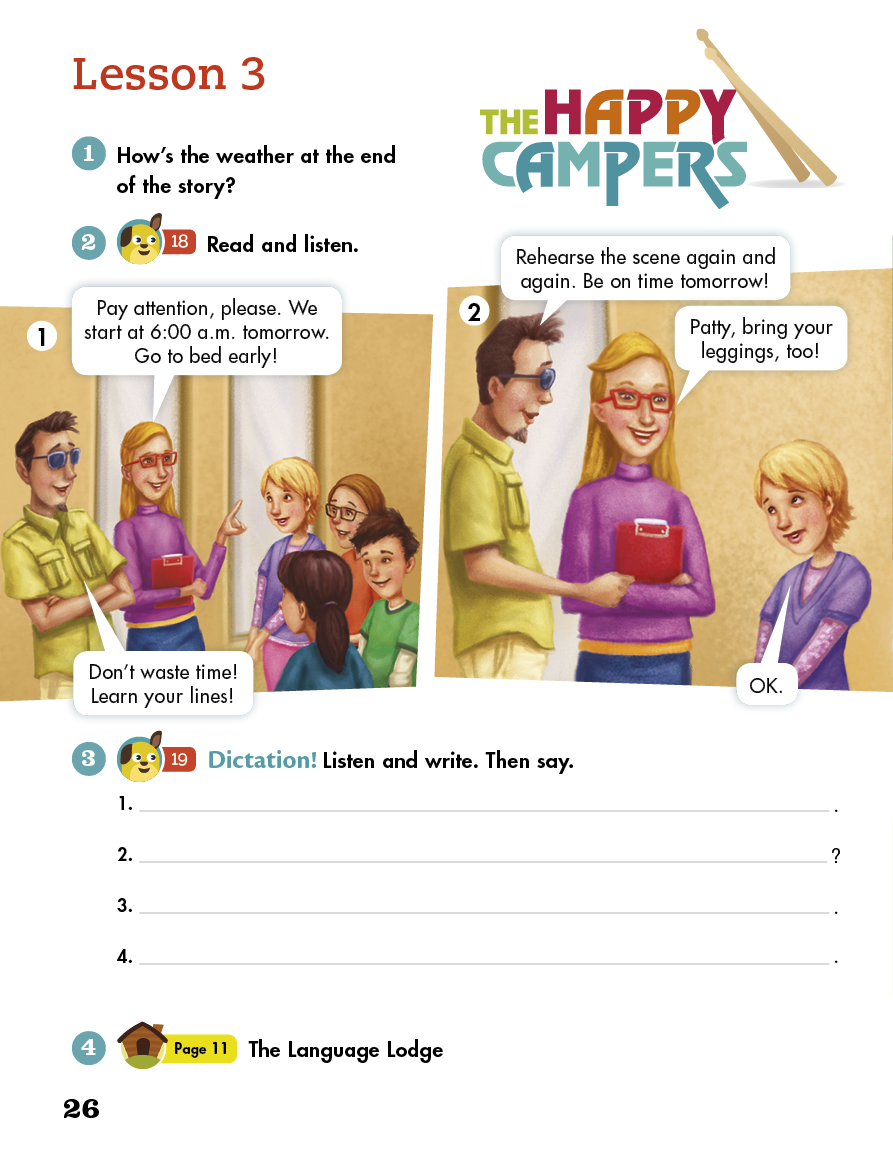 Lesson 3
THE HAPPY
CAMPERS
1 How's the weather at the end
of the story?
2 18 Read and listen.
1
Pay attention, please. We
start at 6:00 a.m. tomorrow.
Go to bed early!
Don't waste time!
Learn your lines!
2
Rehearse the scene again and
again. Be on time tomorrow!
Patty, bring your
leggings, too!
OK.
3 19 Dictation! Listen and write. Then say.
1. .
2. ?
3. .
4. .
4 Page 11 The Language Lodge
26